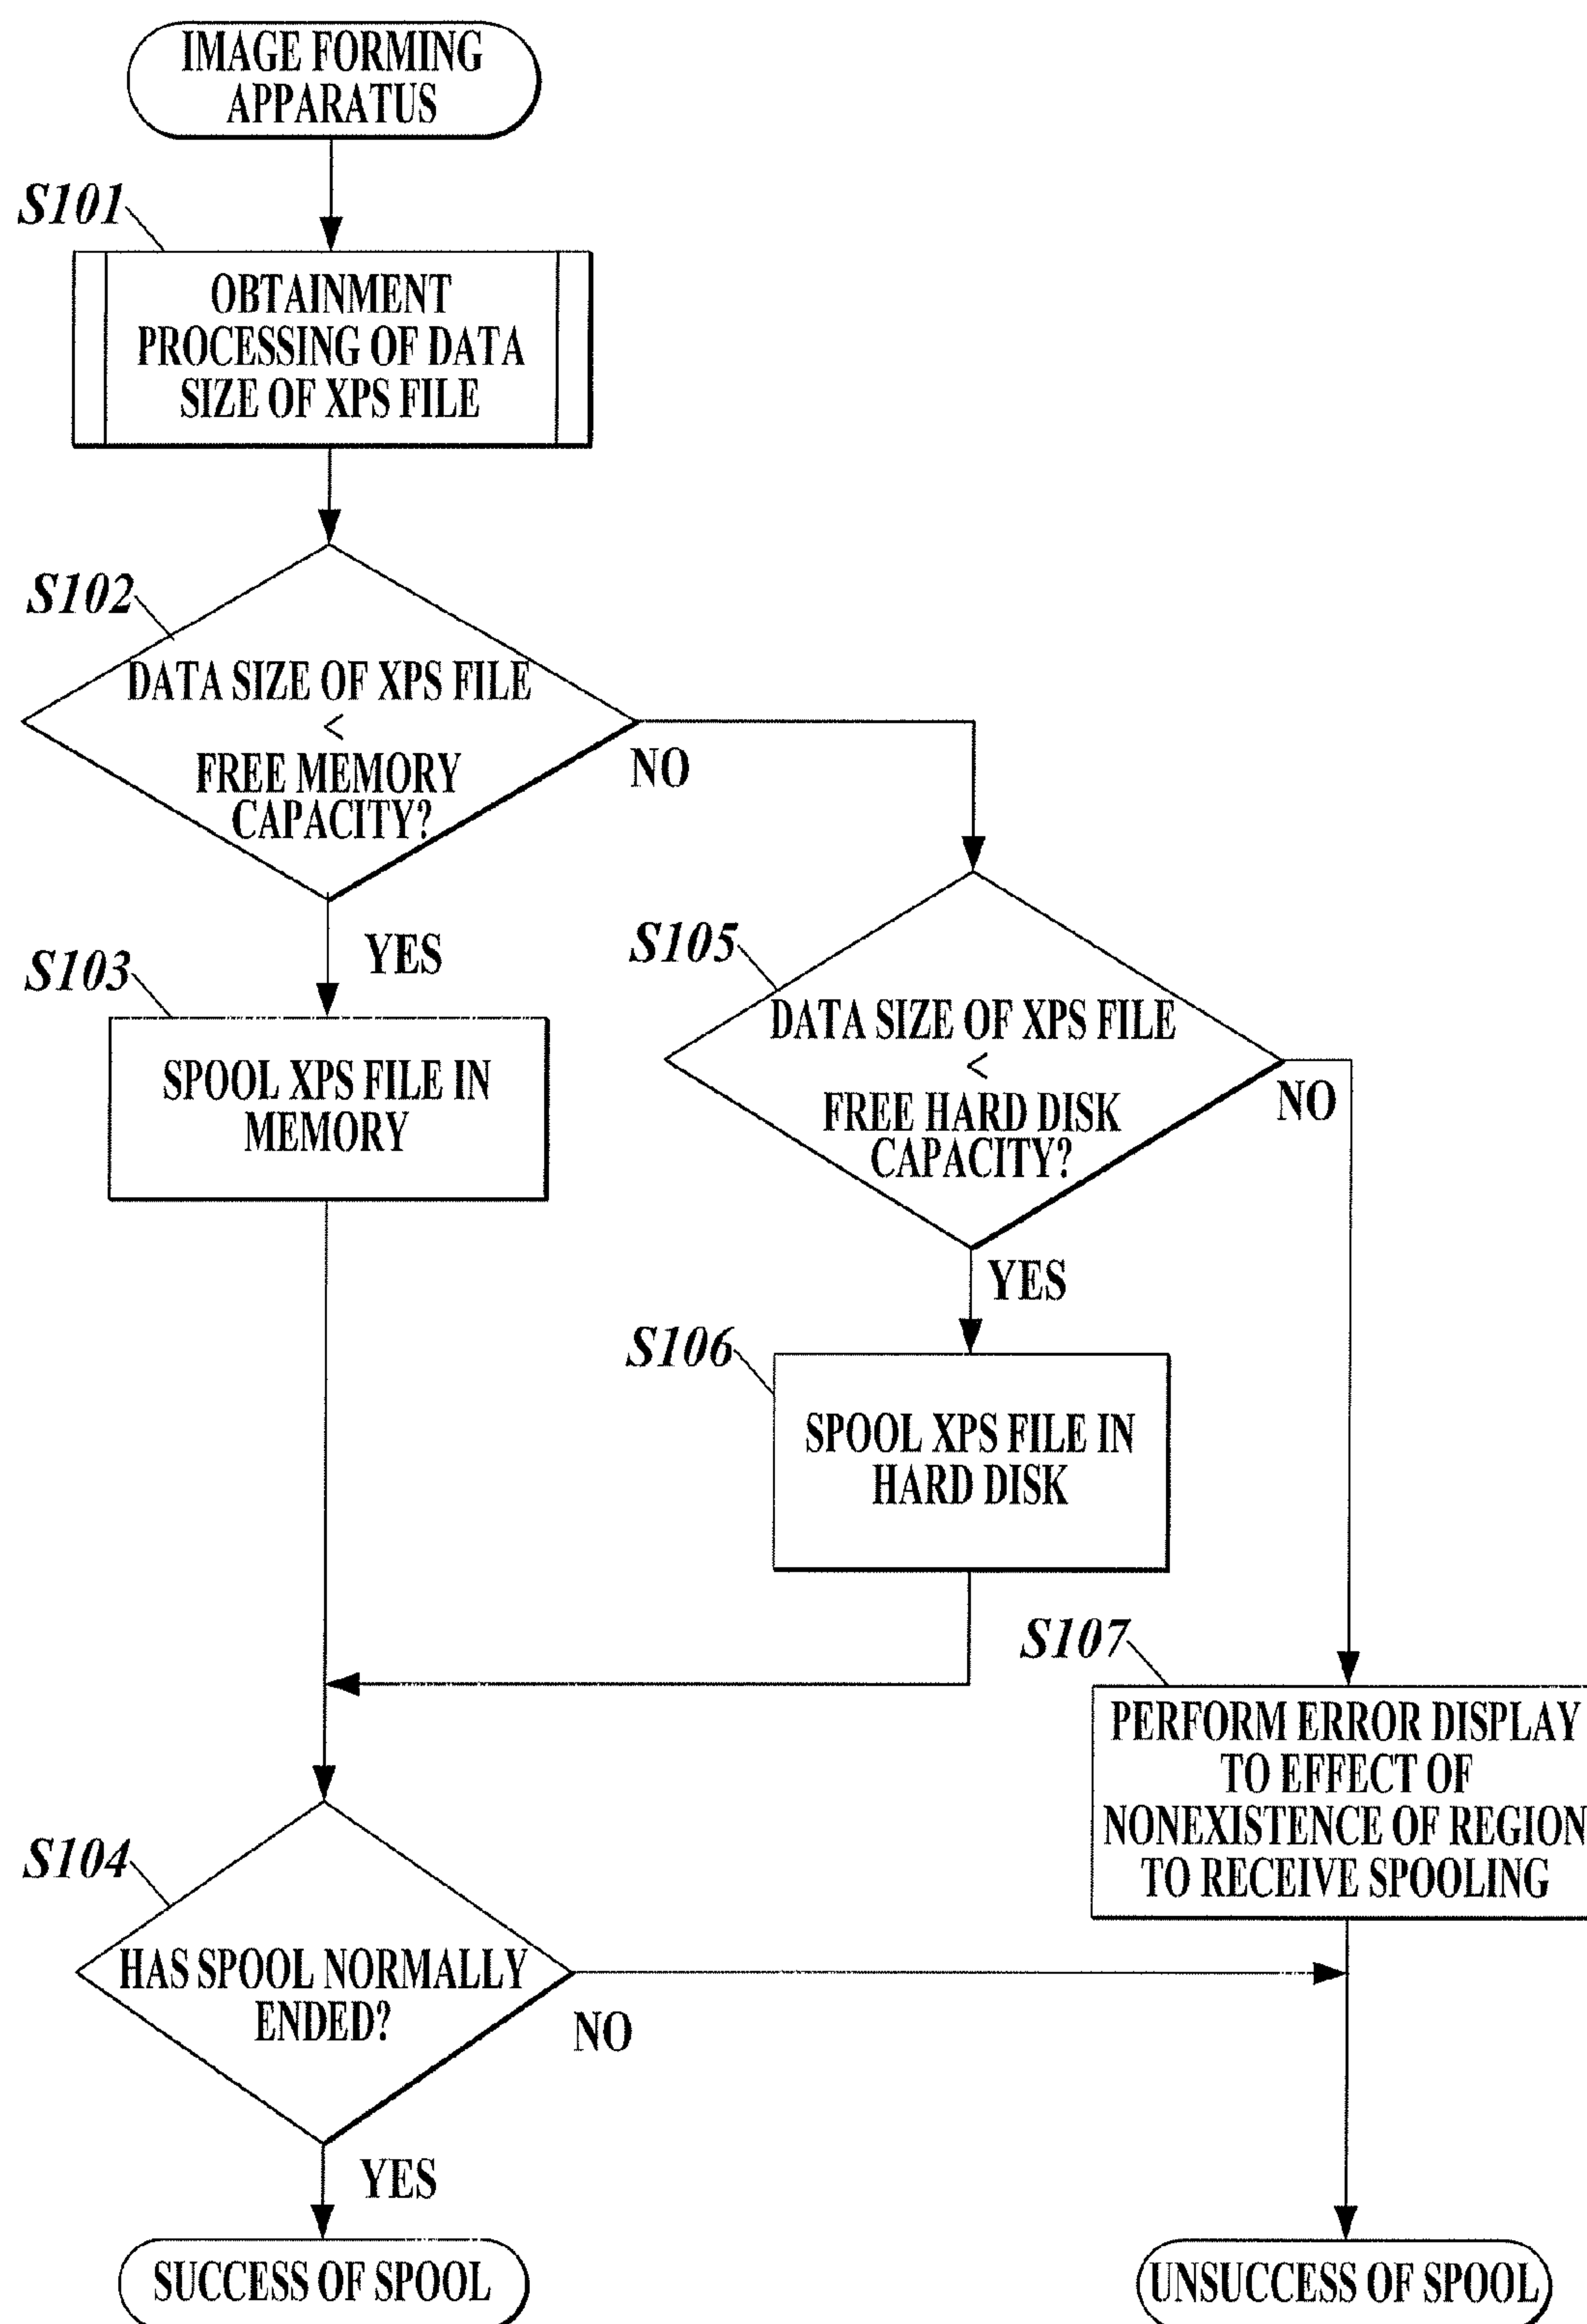 IMAGE FORMING
APPARATUS
S101
OBTAINMENT
PROCESSING OF DATA
SIZE OF XPS FILE
S102
DATA SIZE OF XPS FILE
<
FREE MEMORY
CAPACITY?
NO
YES
S103
SPOOL XPS FILE IN
MEMORY
S105
DATA SIZE OF XPS FILE
<
FREE HARD DISK
CAPACITY?
NO
YES
S106
SPOOL XPS FILE IN
HARD DISK
S107
PERFORM ERROR DISPLAY
TO EFFECT OF
NONEXISTENCE OF REGION
TO RECEIVE SPOOLING
S104
HAS SPOOL NORMALLY
ENDED?
NO
YES
SUCCESS OF SPOOL
UNSUCCESS OF SPOOL